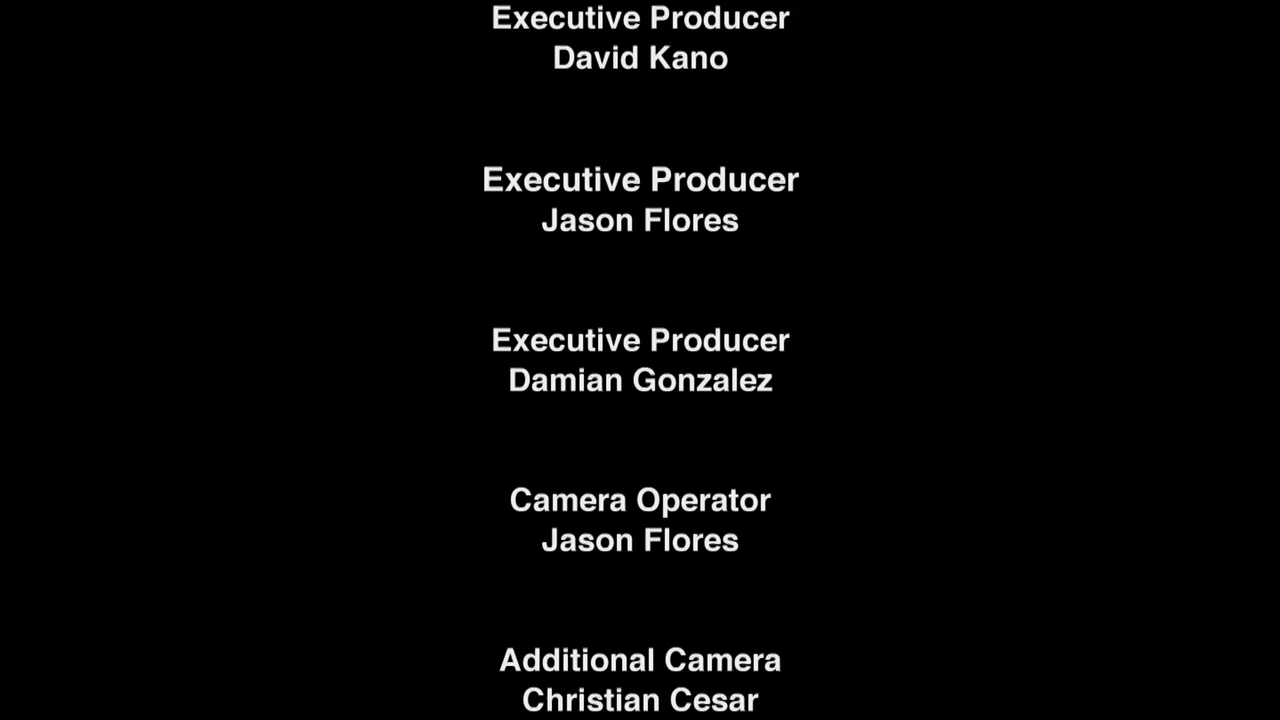 Executive Producer
David Kano
Executive Producer
Jason Flores
Executive Producer
Damian Gonzalez
Camera Operator
Jason Flores
Additional Camera
Christian Cesar